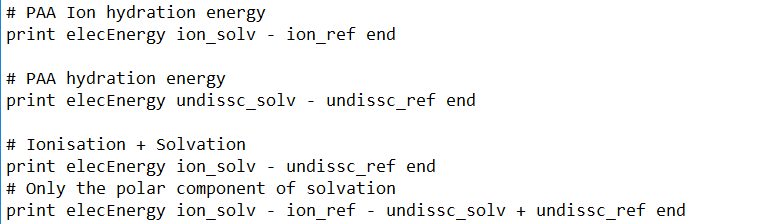 # PAA Ion hydration energy
print elecEnergy ion_solv - ion_ref end
# PAA hydration energy
print elecEnergy undissc_solv - undissc_ref end
# Ionisation + Solvation
print elecEnergy ion_solv - undissc_ref end
# Only the polar component of solvation
print elecEnergy ion_solv - ion_ref - undissc_solv + undissc_ref end